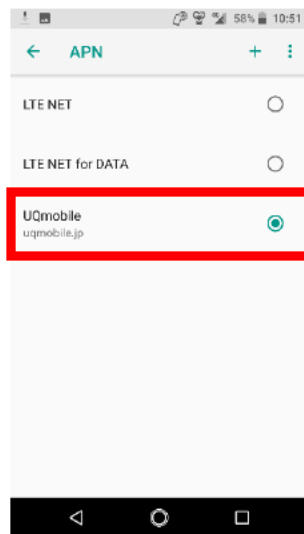 58% 10:51
APN
LTE NET
LTE NET for DATA
UQmobile
uqmobile.jp